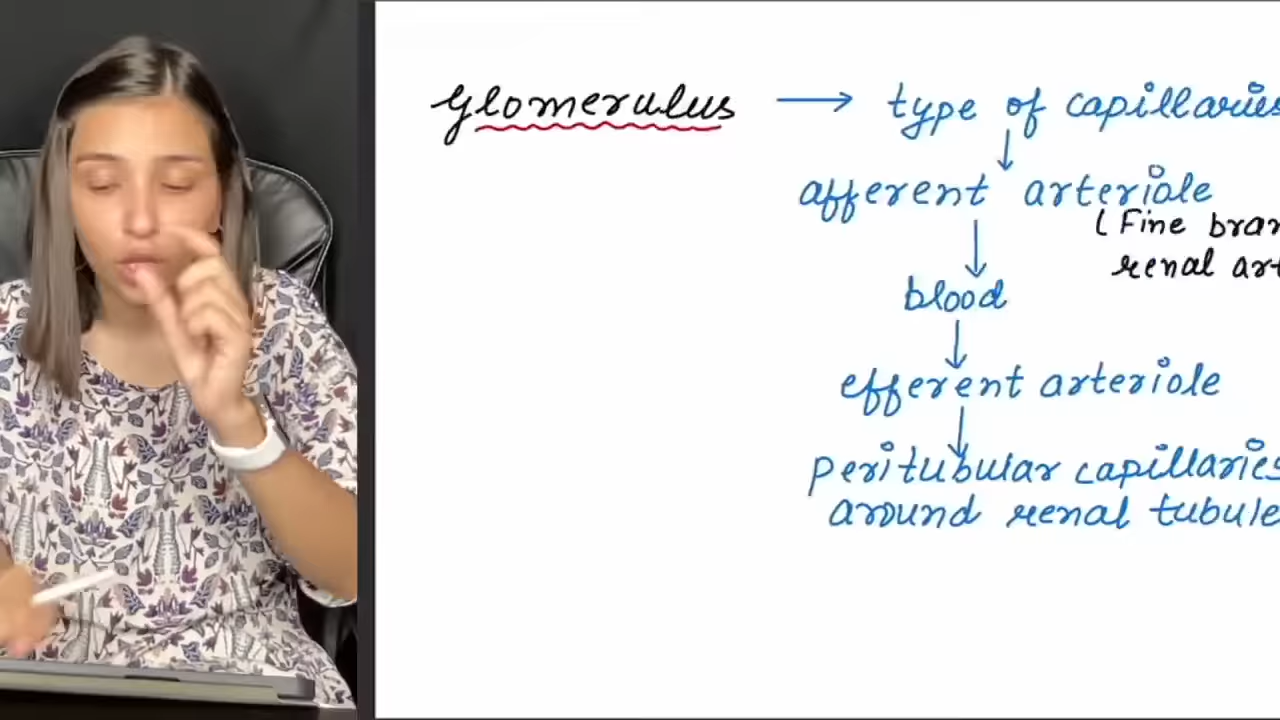 Glomerulus → type of capillaries
↓
afferent arteriole
(Fine bran
renal art
↓
blood
↓
efferent arteriole
↓
peritubular capillaries
around renal tubule